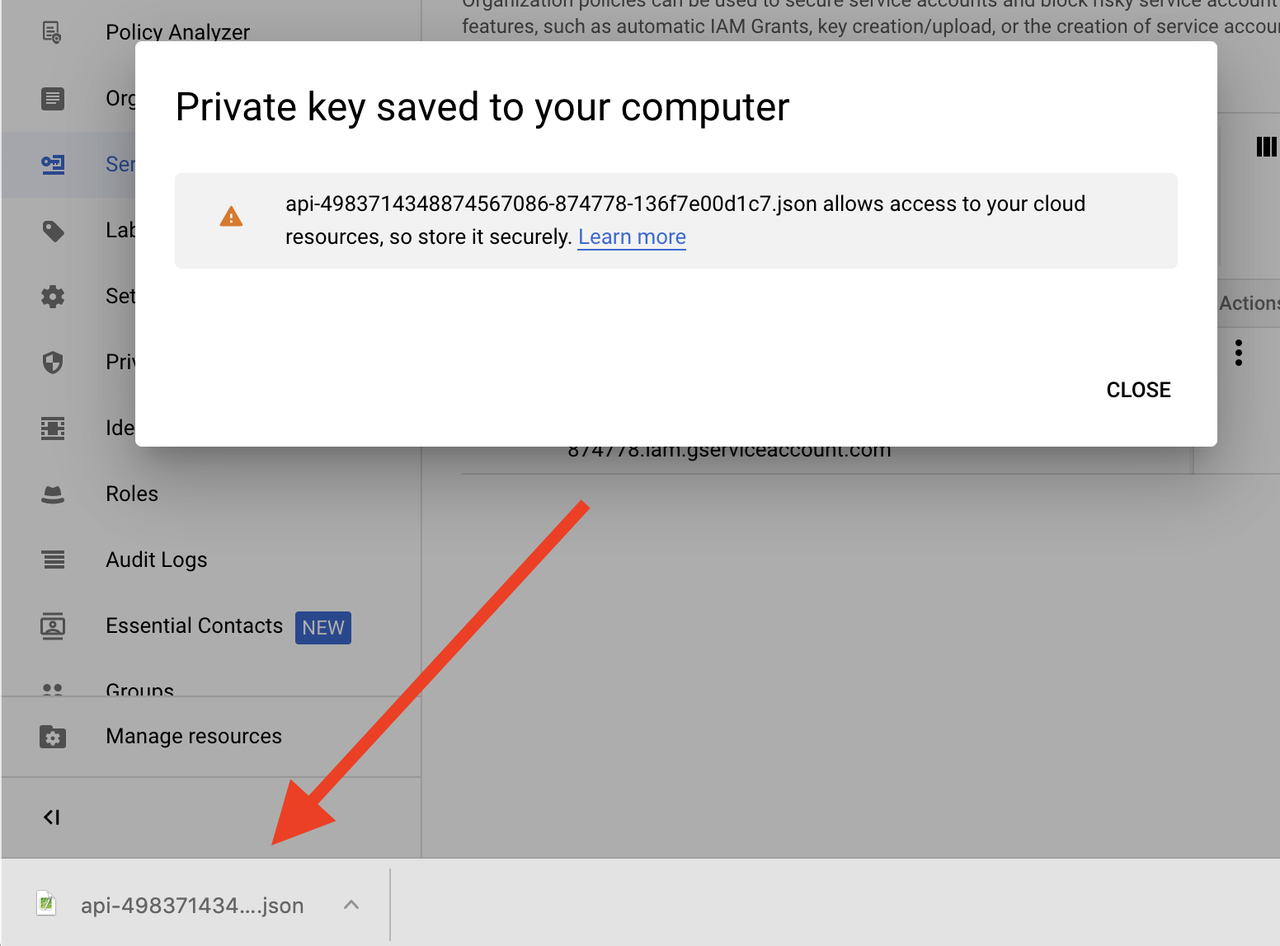 Organization policies can be used to secure service accounts and block risky service account
features, such as automatic IAM Grants, key creation/upload, or the creation of service accou
Policy Analyzer
Org
Private key saved to your computer
Ser
api-4983714348874567086-874778-136f7e00d1c7.json allows access to your cloud
resources, so store it securely. Learn more
Lab
Set
Actions
Priv
CLOSE
Ide
874778.iam.gserviceaccount.com
Roles
Audit Logs
Essential Contacts NEW
Groups
Manage resources
api-498371434....json